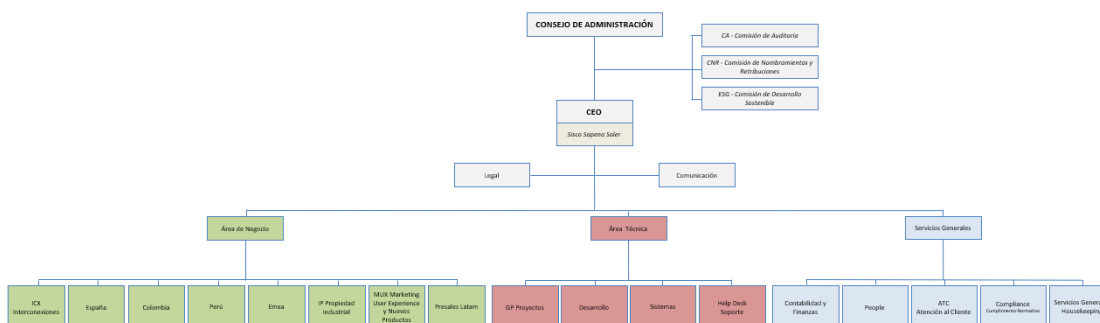 CONSEJO DE ADMINISTRACIÓN
CA - Comisión de Auditoría
CNR - Comisión de Nombramientos y
Retribuciones
ESG - Comisión de Desarrollo
Sostenible
CEO
Sisco Sapena Soler
Legal
Comunicación
Área de Negocio
Área Técnica
Servicios Generales
ICX
Interconexiones
España
Colombia
Perú
Emea
IP Propiedad
Industrial
MUX Marketing
User Experience
y Nuevos
Productos
Presales Latam
GP Proyectos
Desarrollo
Sistemas
Help Desk
Soporte
Contabilidad y
Finanzas
People
ATC
Atención al Cliente
Compliance
Cumplimiento Normativo
Servicios Genera
Housekeeping